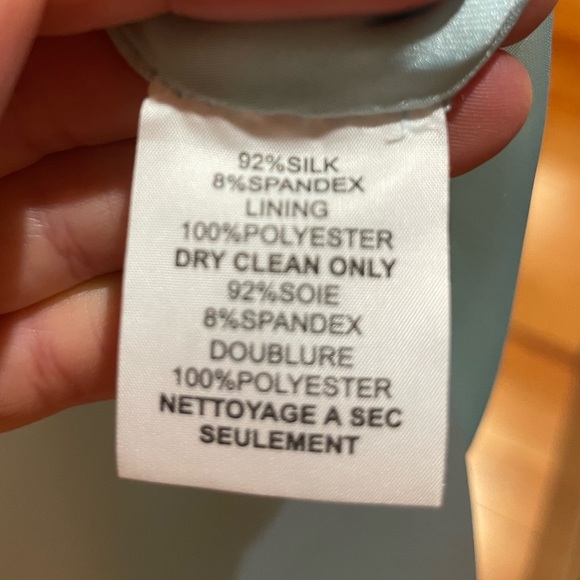 92%SILK
8%SPANDEX
LINING
100%POLYESTER
DRY CLEAN ONLY
92%SOIE
8%SPANDEX
DOUBLURE
100%POLYESTER
NETTOYAGE A SEC
SEULEMENT